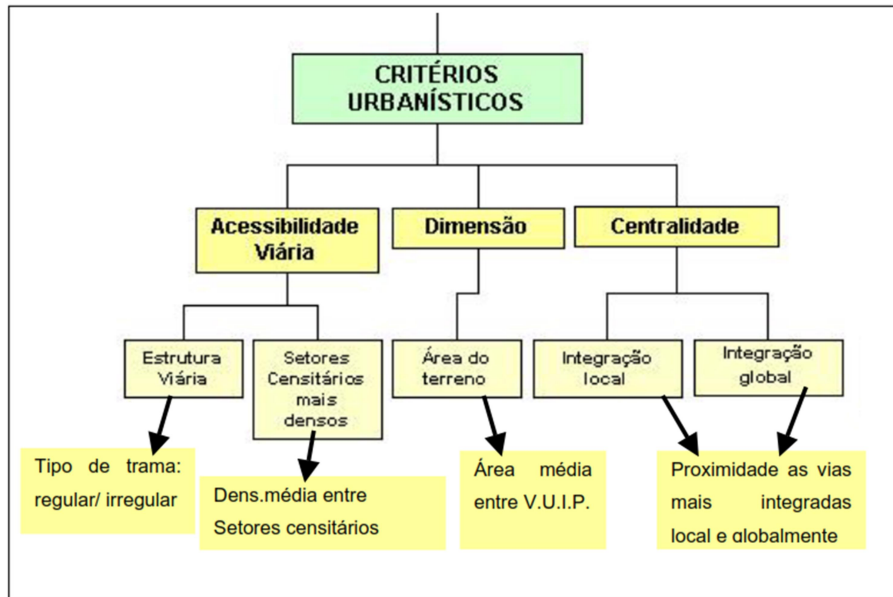 CRITÉRIOS
URBANÍSTICOS
Acessibilidade
Viária
Dimensão
Centralidade
Estrutura
Viária
Setores
Censitários
mais
densos
Área do
terreno
Integração
local
Integração
global
Tipo de trama:
regular/ irregular
Dens.média entre
Setores censitários
Área média
entre V.U.I.P.
Proximidade as vias
mais integradas
local e globalmente